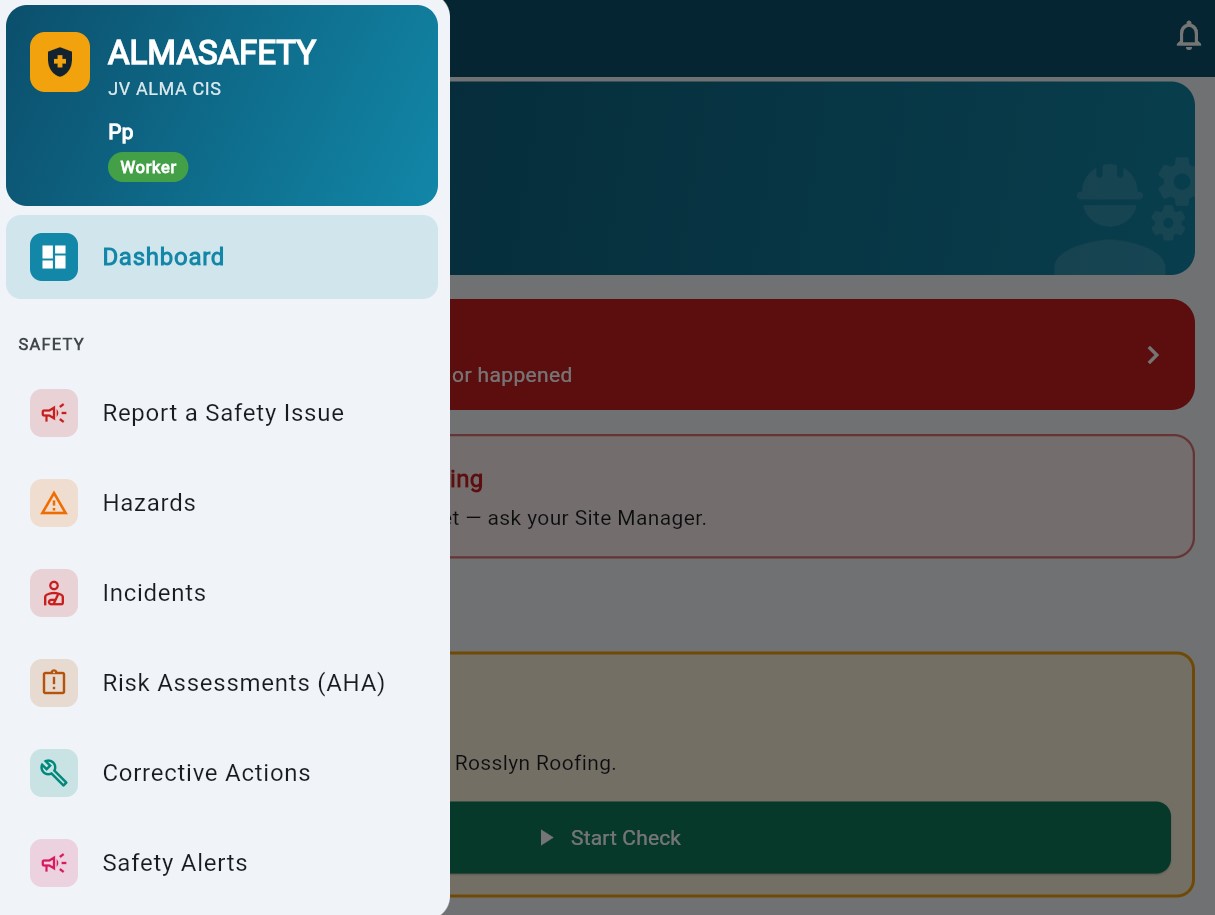 ALMASAFETY
JV ALMA CIS
Pp
Worker
Dashboard
SAFETY
Report a Safety Issue
Hazards
Incidents
Risk Assessments (AHA)
Corrective Actions
Safety Alerts
or happened
ing
— ask your Site Manager.
Rosslyn Roofing.
Start Check